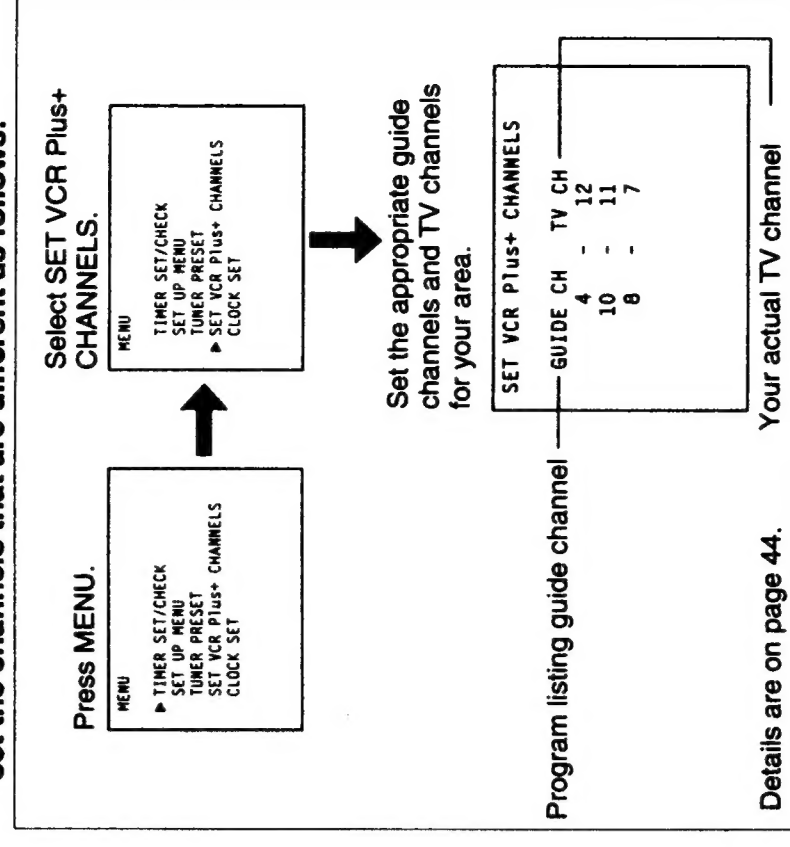 set the channels that are different as follows:
Press MENU.
MENU
▶ TIMER SET/CHECK
SET UP MENU
TUNER PRESET
SET VCR Plus+ CHANNELS
CLOCK SET
Select SET VCR Plus+
CHANNELS.
MENU
TIMER SET/CHECK
SET UP MENU
TUNER PRESET
▶ SET VCR Plus+ CHANNELS
CLOCK SET
Set the appropriate guide
channels and TV channels
for your area.
SET VCR Plus+ CHANNELS
GUIDE CH TV CH
4 - 12
10 - 11
8 - 7
Program listing guide channel
Your actual TV channel
Details are on page 44.